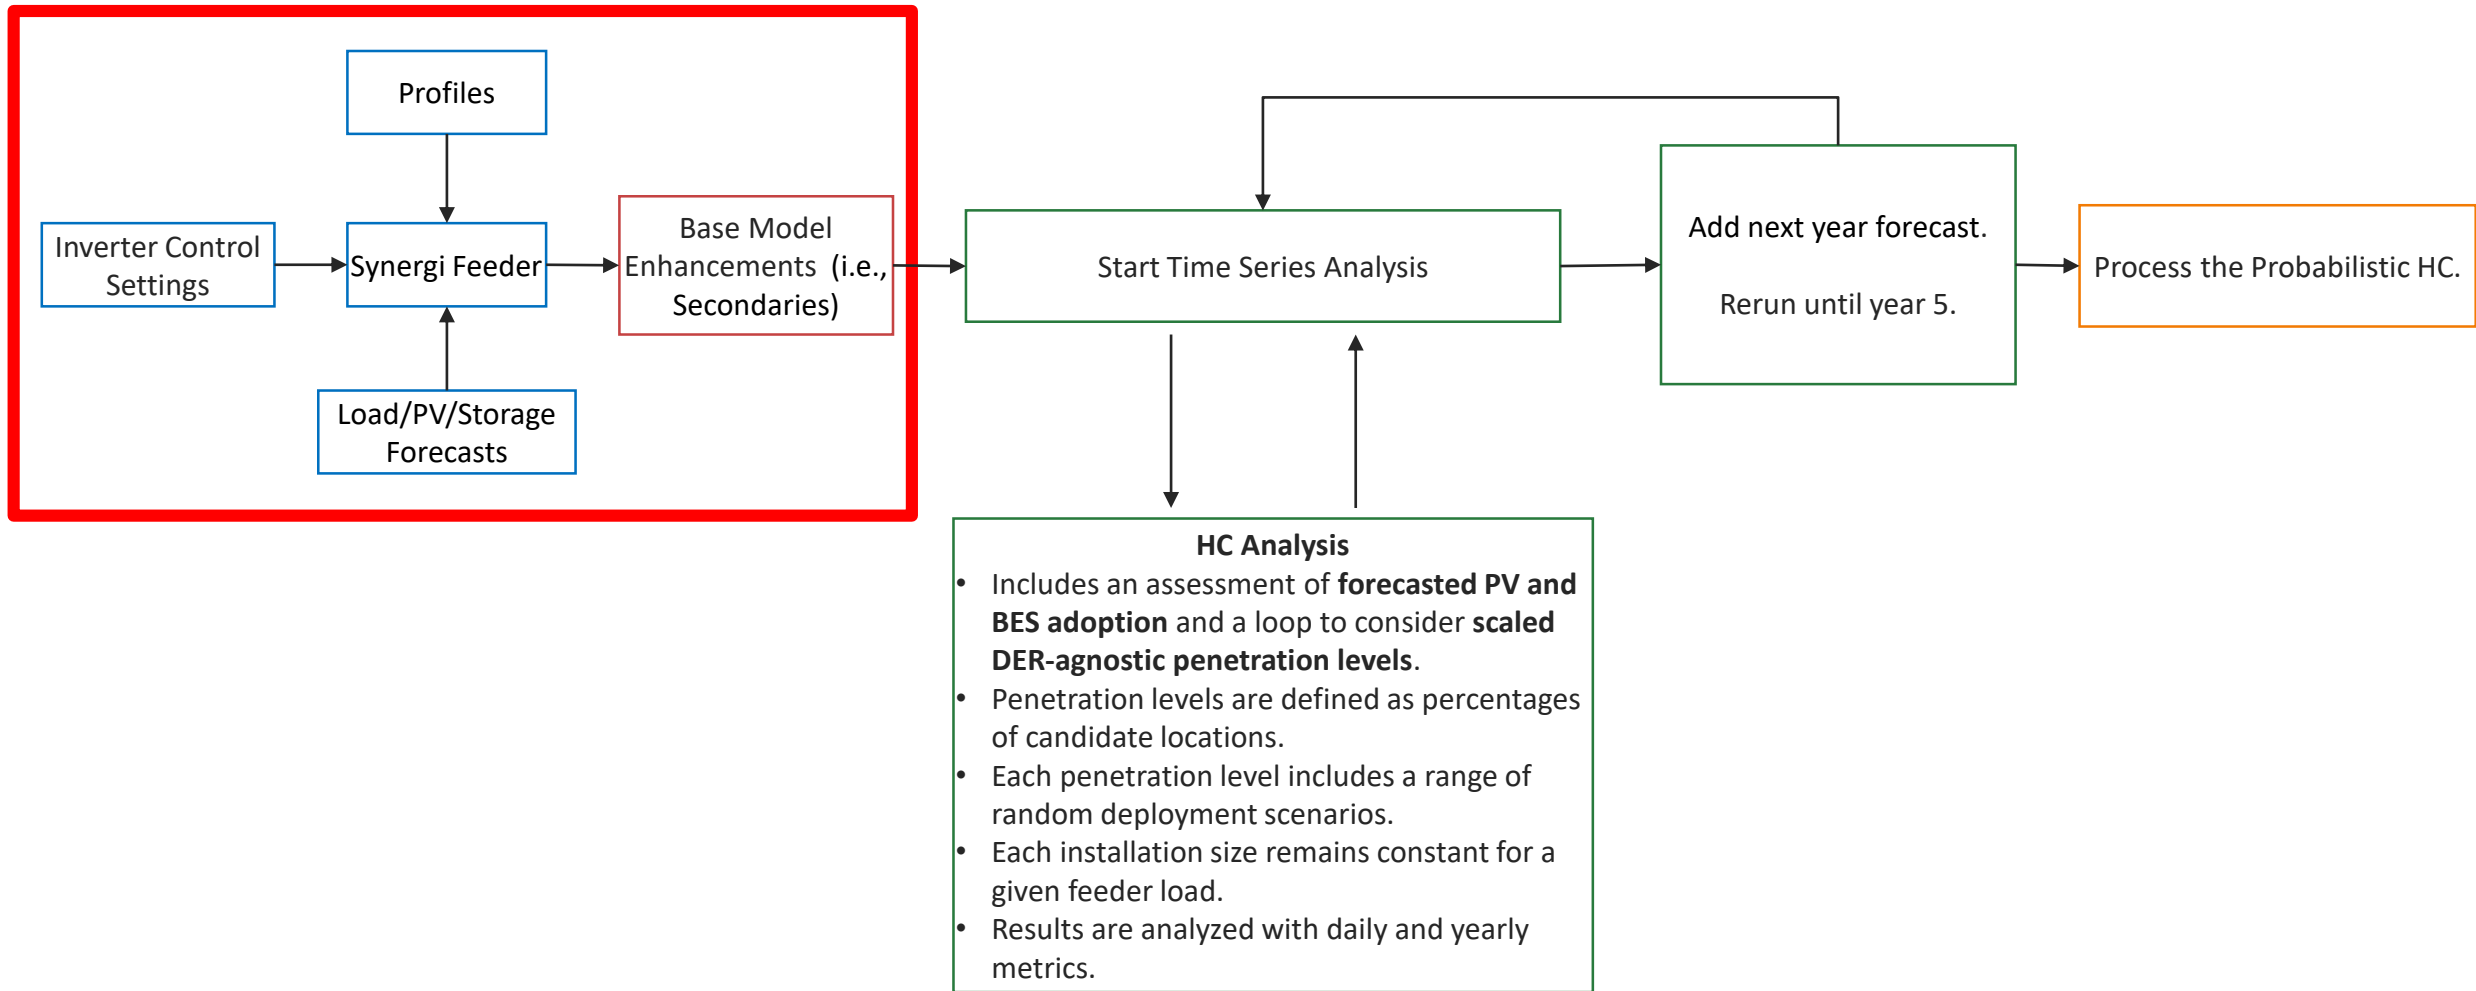 Profiles
Inverter Control
Settings
Synergi Feeder
Load/PV/Storage
Forecasts
Base Model
Enhancements (i.e.,
Secondaries)
Start Time Series Analysis
Add next year forecast.
Rerun until year 5.
Process the Probabilistic HC.
HC Analysis
• Includes an assessment of forecasted PV and
BES adoption and a loop to consider scaled
DER-agnostic penetration levels.
• Penetration levels are defined as percentages
of candidate locations.
• Each penetration level includes a range of
random deployment scenarios.
• Each installation size remains constant for a
given feeder load.
• Results are analyzed with daily and yearly
metrics.